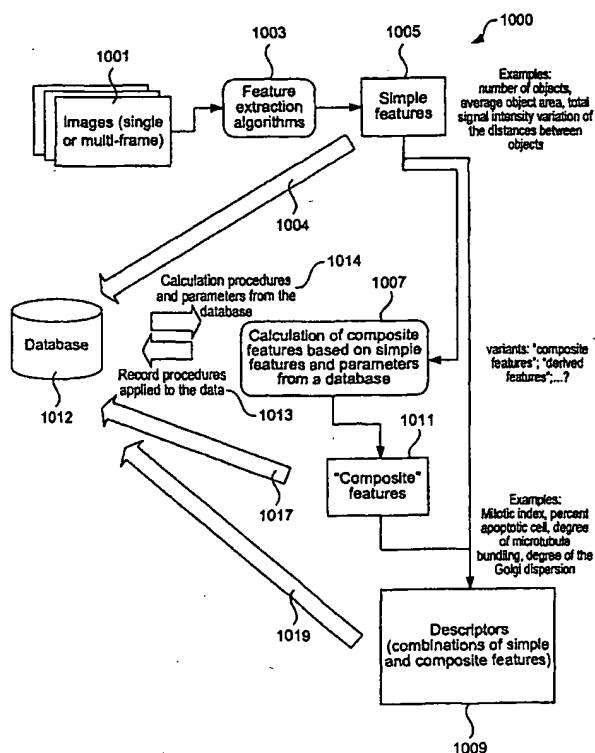 1000
1001
1003
1005
Images (single
or multi-frame)
Feature
extraction
algorithms
Simple
features
Examples:
number of objects,
average object area, total
signal intensity variation of
the distances between
objects
1004
Calculation procedures
and parameters from the
database
1014
1007
Database
1012
Calculation of composite
features based on simple
features and parameters
from a database
Record procedures
applied to the data
1013
variants: "composite
features"; "derived
features";...?
1011
"Composite"
features
1017
Examples:
Mitotic index, percent
apoptotic cell, degree
of microtubule
bundling, degree of the
Golgi dispersion
1019
Descriptors
(combinations of simple
and composite features)
1009